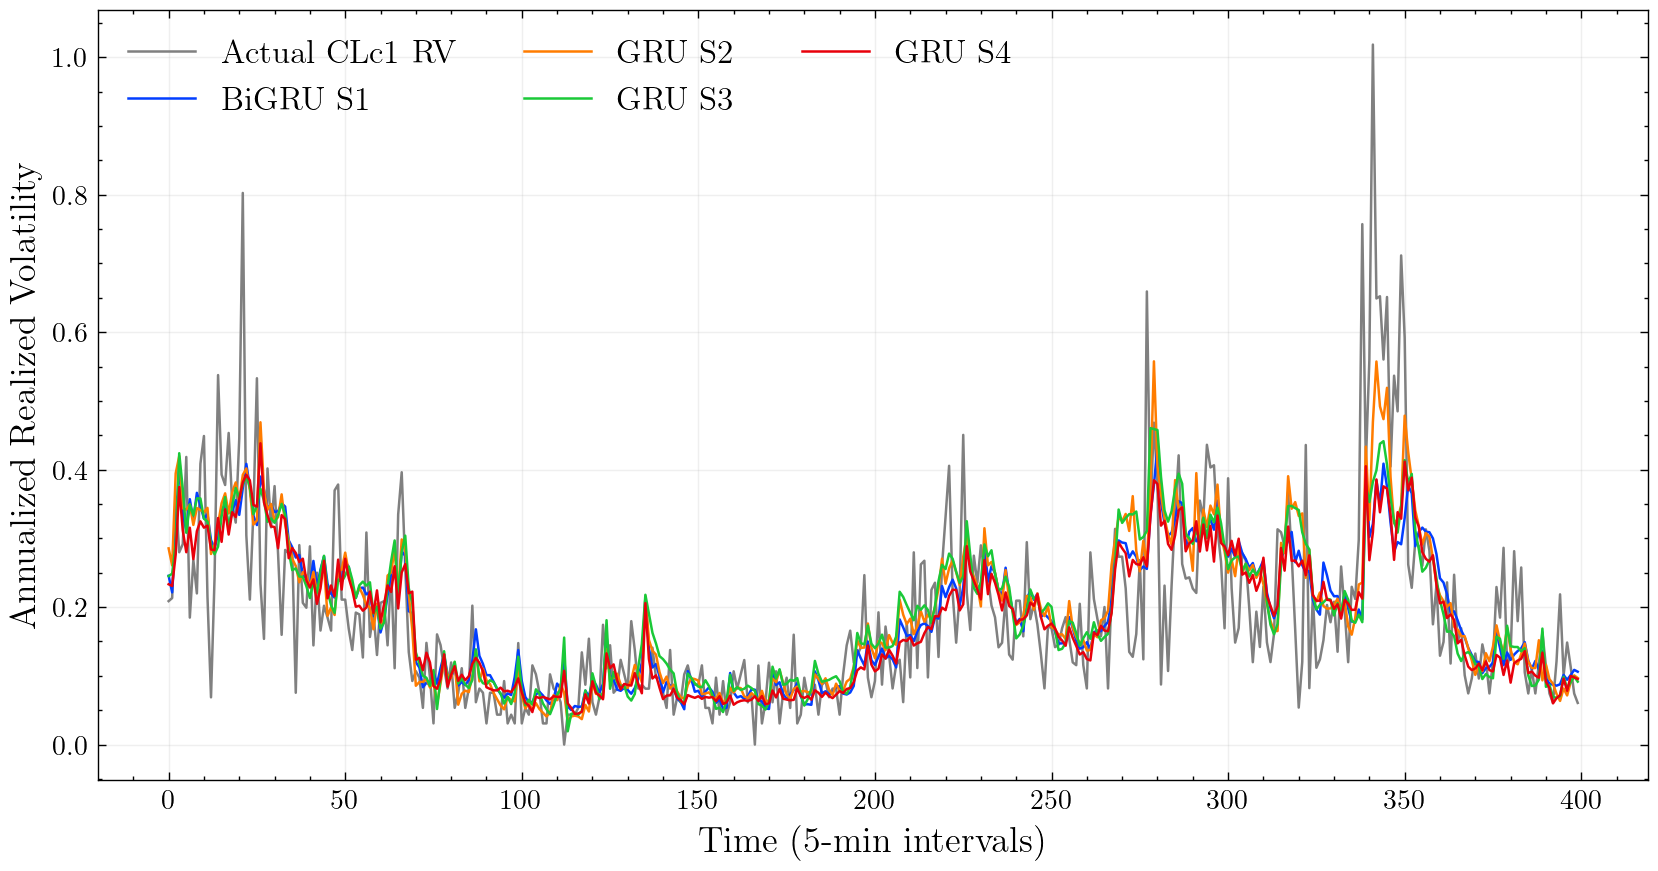 Actual CLc1 RV
BiGRU S1
GRU S2
GRU S3
GRU S4
Annualized Realized Volatility
1.0
0.8
0.6
0.4
0.2
0.0
0 50 100 150 200 250 300 350 400
Time (5-min intervals)